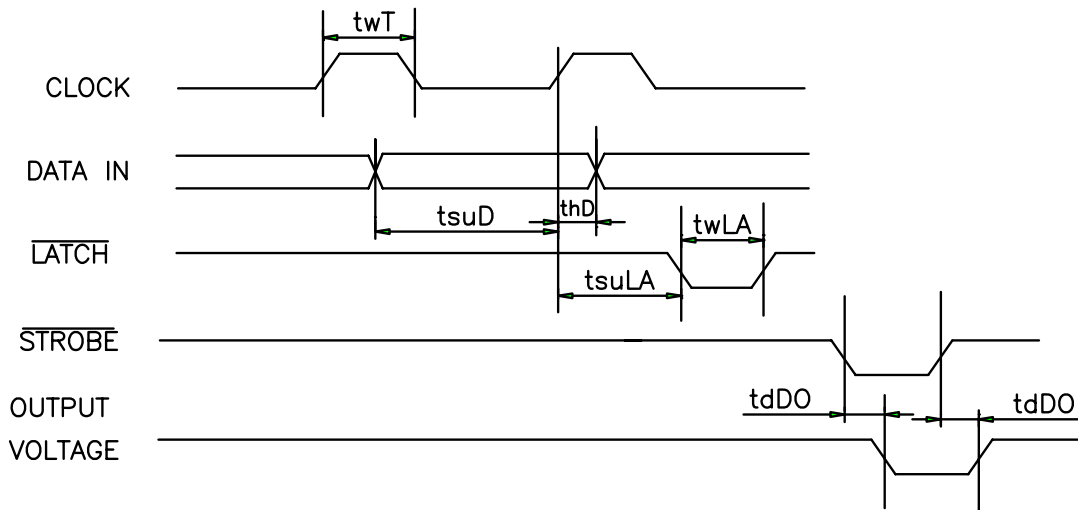 twT
CLOCK
DATA IN
thD
tsuD
twLA
LATCH
tsuLA
STROBE
tdDO
tdDO
OUTPUT
VOLTAGE